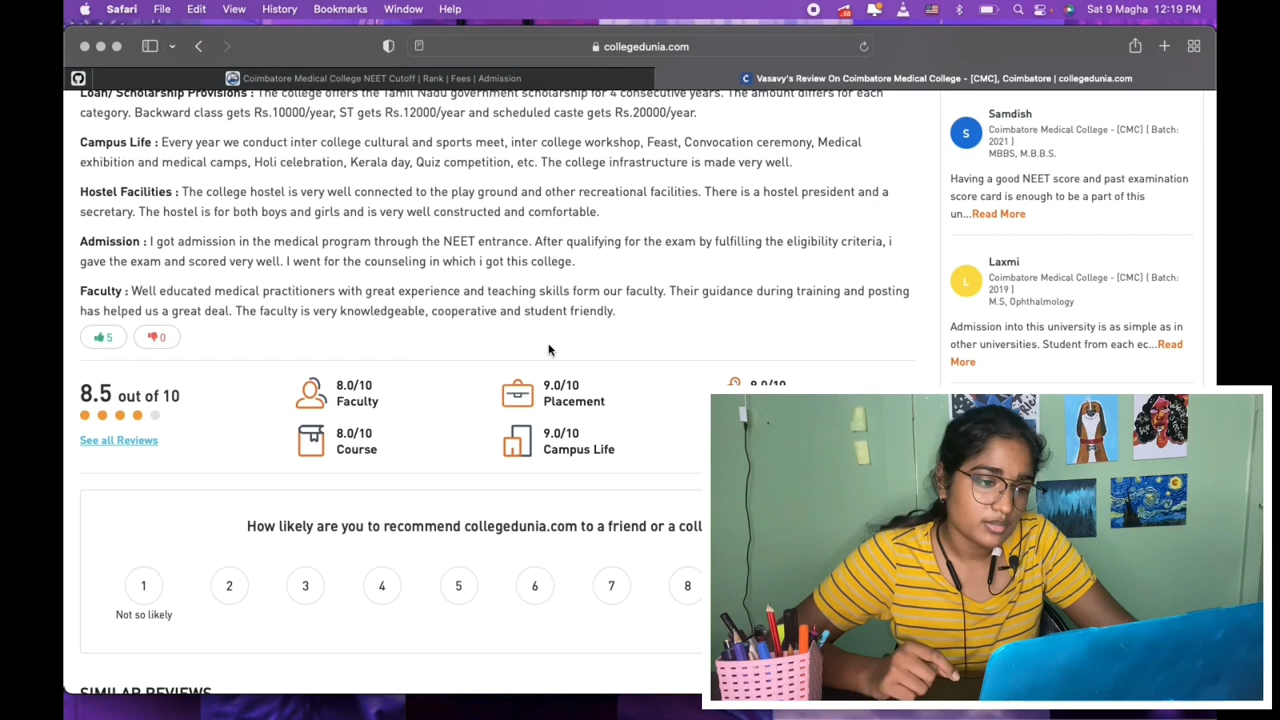 Safari File Edit View History Bookmarks Window Help Sat 9 Magha 12:19 PM
collegedunia.com
Coimbatore Medical College NEET Cutoff | Rank | Fees | Admission
Vasavy's Review On Coimbatore Medical College - [CMC], Coimbatore | collegedunia.com
Loan/ Scholarship Provisions : The college offers the Tamil Nadu government scholarship for 4 consecutive years. The amount differs for each
category. Backward class gets Rs.10000/year, ST gets Rs.12000/year and scheduled caste gets Rs.20000/year.
Campus Life : Every year we conduct inter college cultural and sports meet, inter college workshop, Feast, Convocation ceremony, Medical
exhibition and medical camps, Holi celebration, Kerala day, Quiz competition, etc. The college infrastructure is made very well.
Hostel Facilities : The college hostel is very well connected to the play ground and other recreational facilities. There is a hostel president and a
secretary. The hostel is for both boys and girls and is very well constructed and comfortable.
Admission : I got admission in the medical program through the NEET entrance. After qualifying for the exam by fulfilling the eligibility criteria, i
gave the exam and scored very well. I went for the counseling in which i got this college.
Faculty : Well educated medical practitioners with great experience and teaching skills form our faculty. Their guidance during training and posting
has helped us a great deal. The faculty is very knowledgeable, cooperative and student friendly.
5 0
8.5 out of 10
See all Reviews
8.0/10
Faculty
9.0/10
Placement
8.0/10
Course
9.0/10
Campus Life
How likely are you to recommend collegedunia.com to a friend or a coll
1 2 3 4 5 6 7 8
Not so likely
SIMILAR REVIEWS
S
Samdish
Coimbatore Medical College - [CMC] ( Batch:
2021 )
MBBS, M.B.B.S.
Having a good NEET score and past examination
score card is enough to be a part of this
un...Read More
L
Laxmi
Coimbatore Medical College - [CMC] ( Batch:
2019 )
M.S, Ophthalmology
Admission into this university is as simple as in
other universities. Student from each ec...Read
More